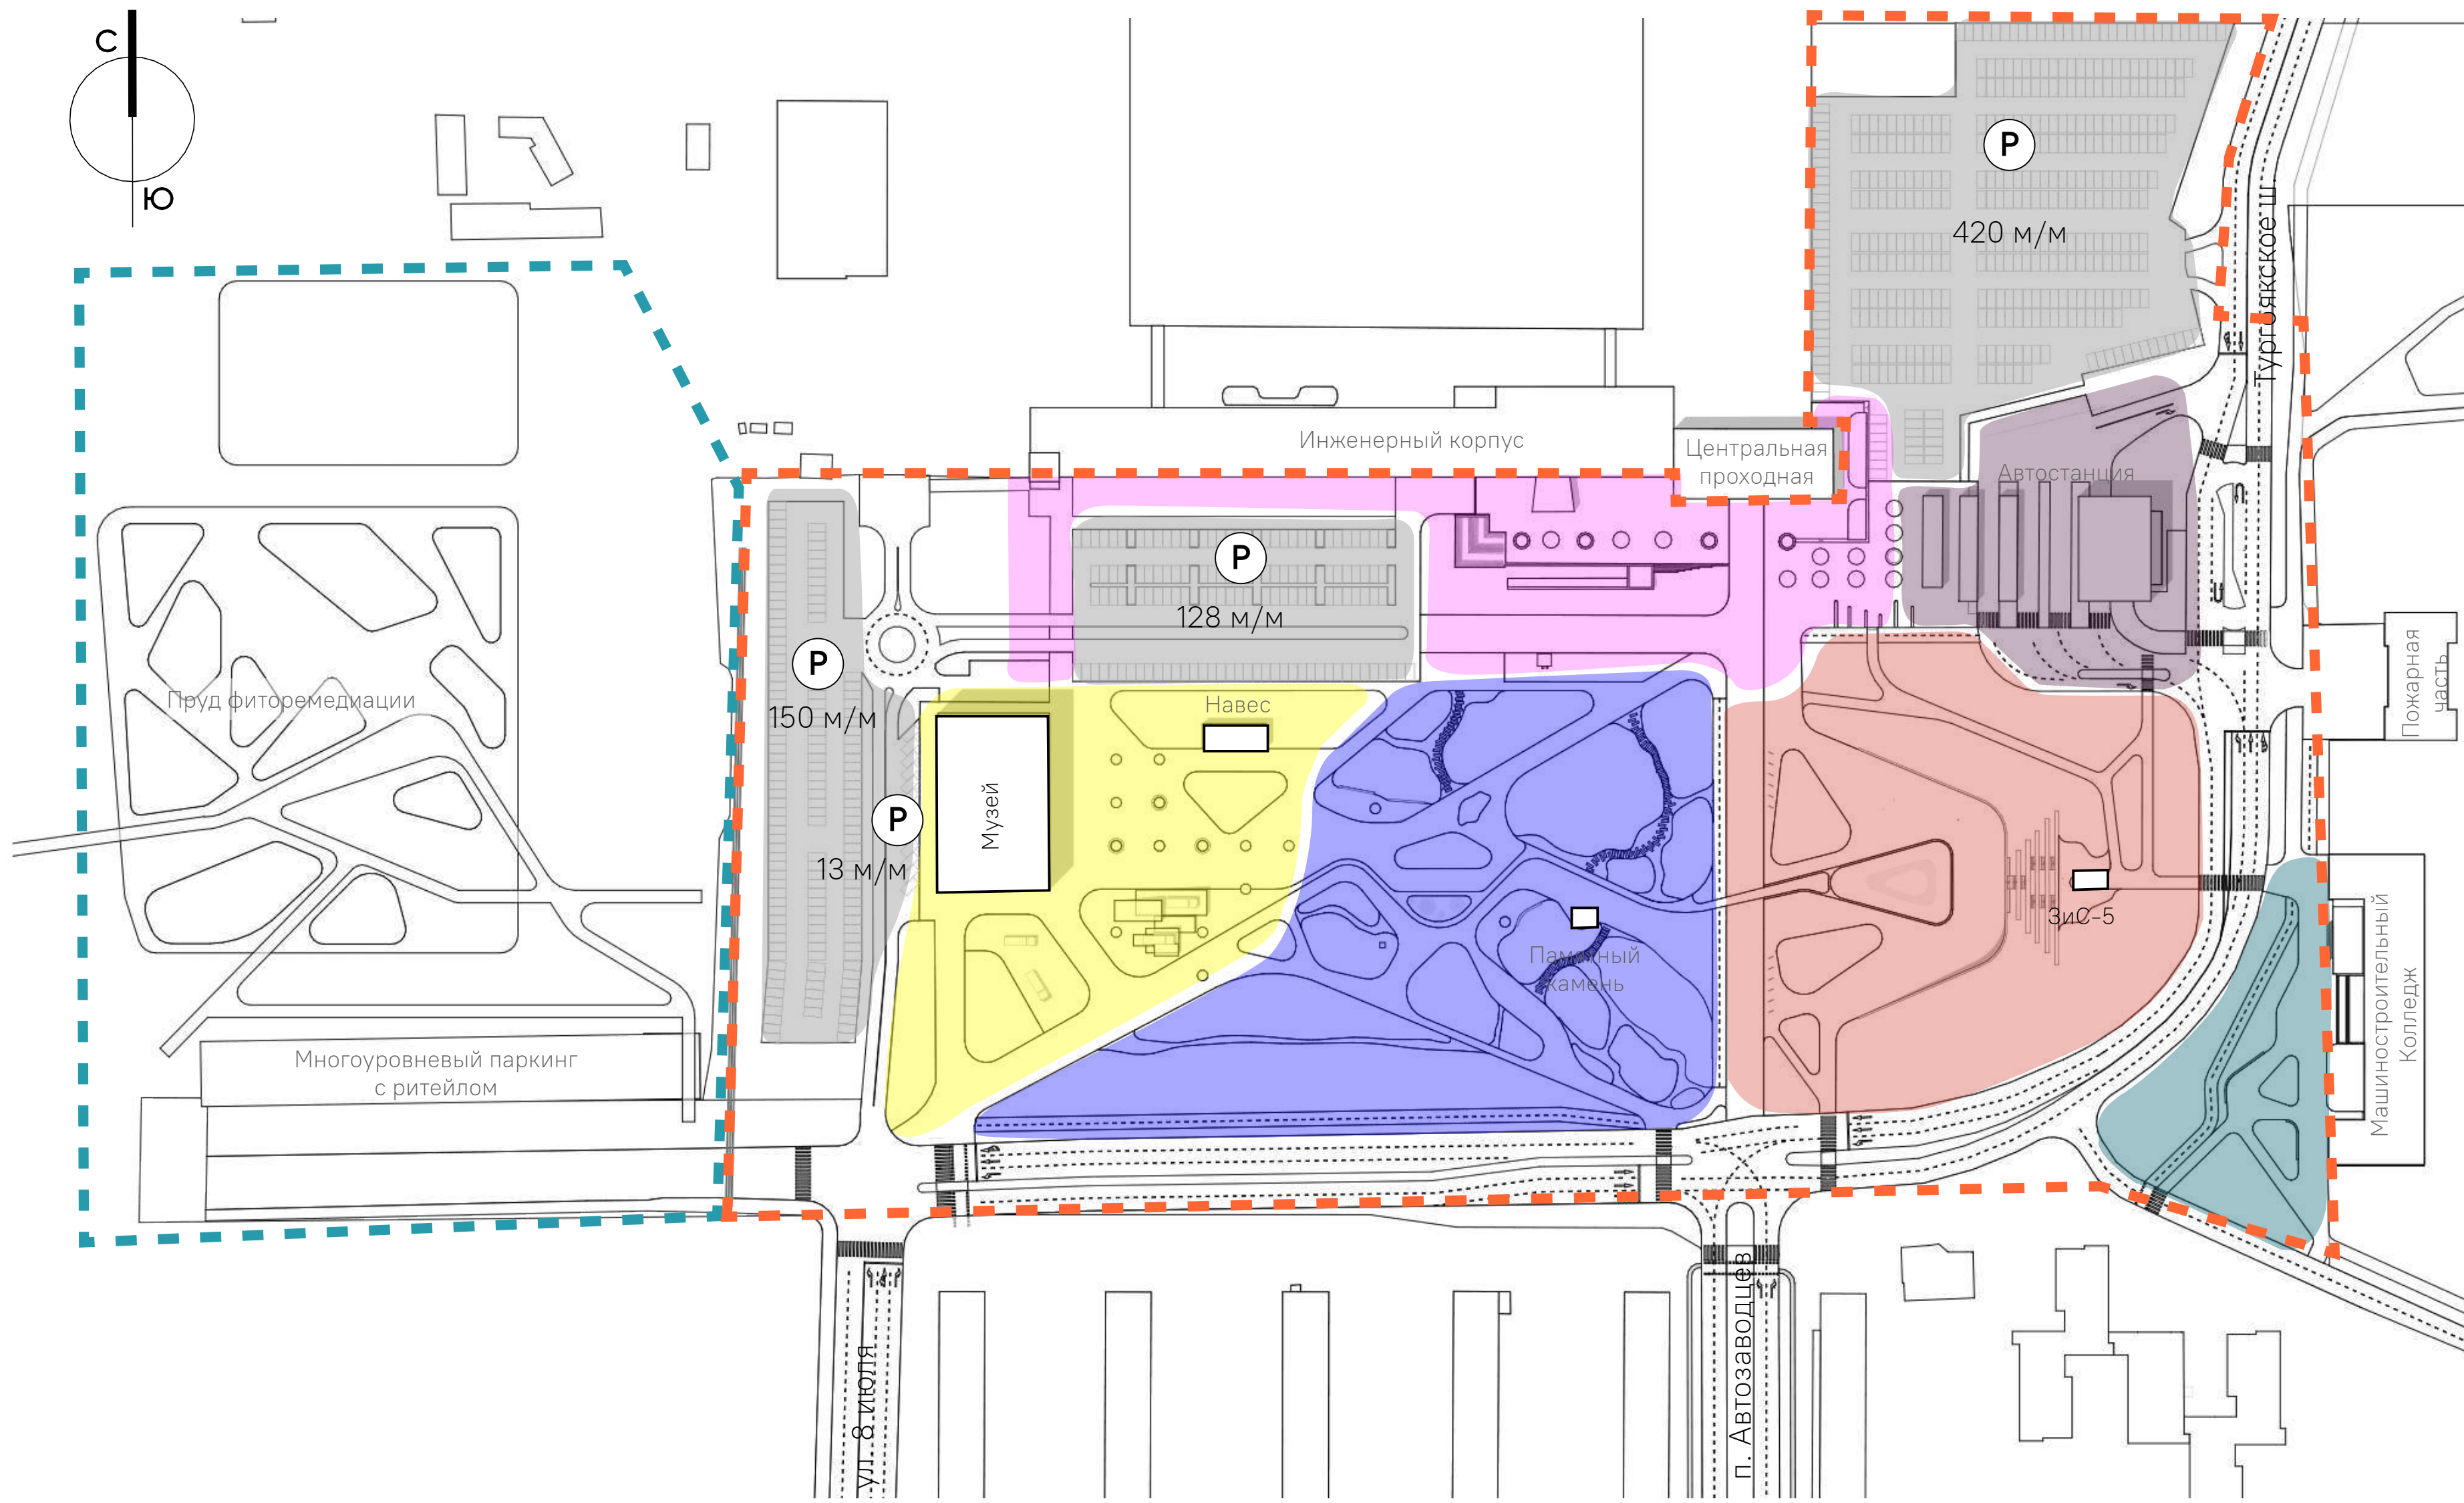 С
Ю
P
420 м/м
Тургоякское ш.
Инженерный корпус
Центральная
проходная
Автостанция
P
128 м/м
P
150 м/м
Навес
Пруд фиторемедиации
Музей
P
13 м/м
Пожарная
часть
ЗиС-5
Памятный
камень
Машиностроительный
Колледж
Многоуровневый паркинг
с ритейлом
ул. 8 июля
п. Автозаводцев